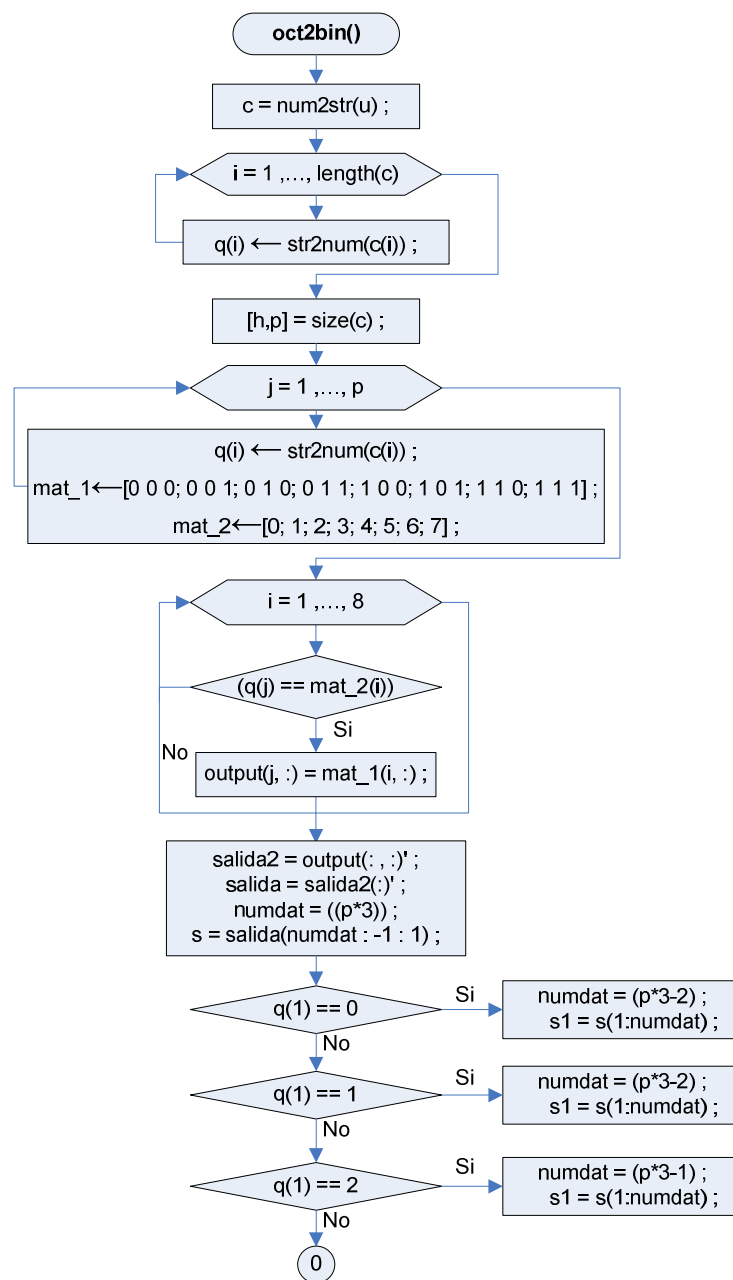 oct2bin()
c = num2str(u) ;
i = 1 ,…, length(c)
q(i) ← str2num(c(i)) ;
[h,p] = size(c) ;
j = 1 ,…, p
q(i) ← str2num(c(i)) ;
mat_1←[0 0 0; 0 0 1; 0 1 0; 0 1 1; 1 0 0; 1 0 1; 1 1 0; 1 1 1] ;
mat_2←[0; 1; 2; 3; 4; 5; 6; 7] ;
i = 1 ,…, 8
(q(j) == mat_2(i))
Si
No
output(j, :) = mat_1(i, :) ;
salida2 = output(: , :)' ;
salida = salida2(:)' ;
numdat = ((p*3)) ;
s = salida(numdat : -1 : 1) ;
q(1) == 0
Si
numdat = (p*3-2) ;
s1 = s(1:numdat) ;
No
q(1) == 1
Si
numdat = (p*3-2) ;
s1 = s(1:numdat) ;
No
q(1) == 2
Si
numdat = (p*3-1) ;
s1 = s(1:numdat) ;
No
0